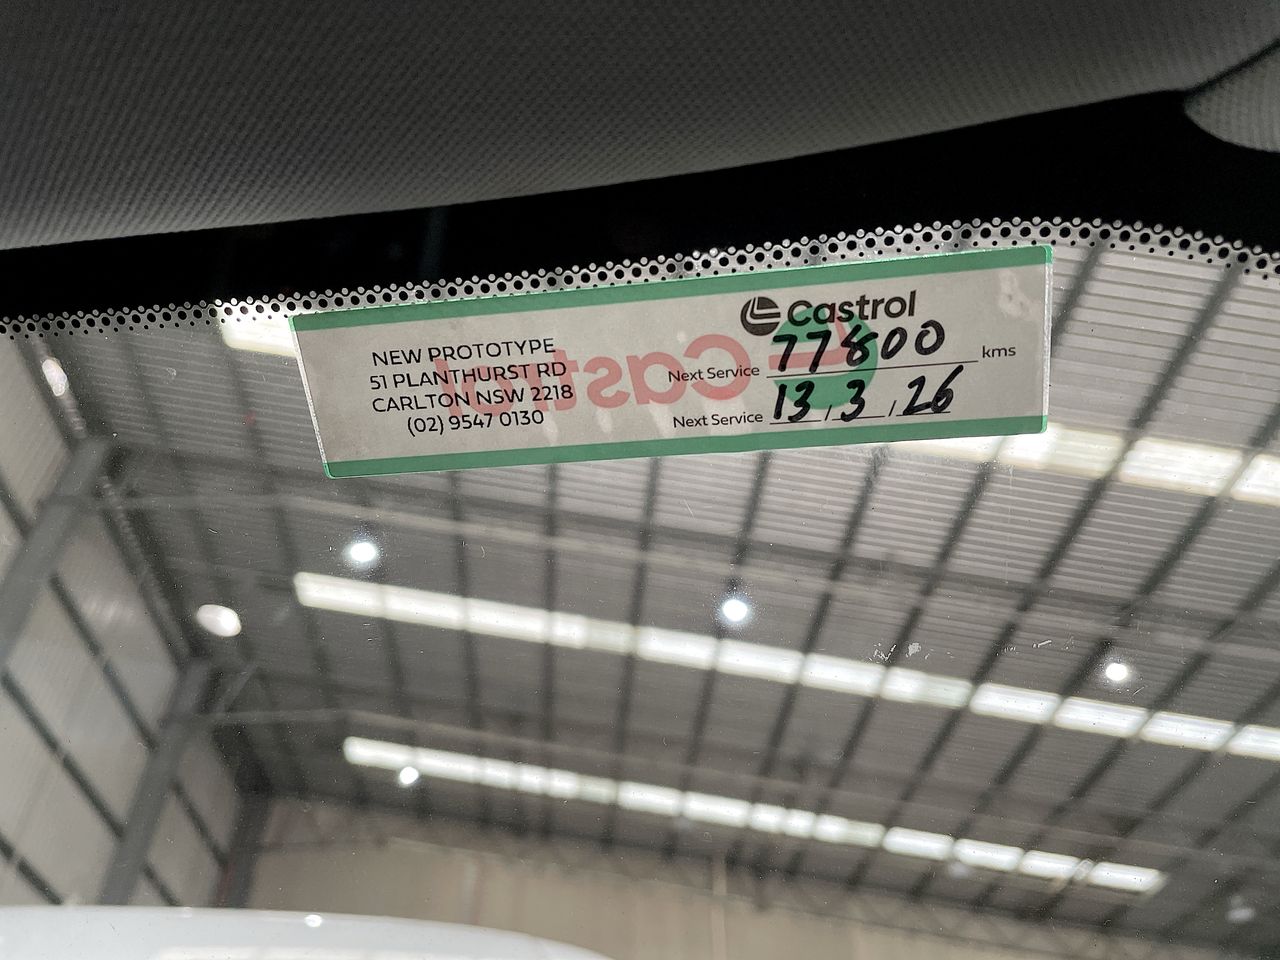 NEW PROTOTYPE
51 PLANTHURST RD
CARLTON NSW 2218
(02) 9547 0130
Castrol
Next Service 77800 kms
Next Service 13/3/26
Castrol